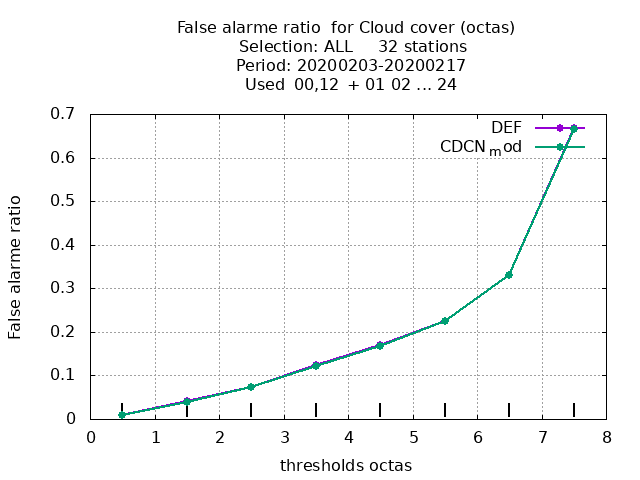 False alarme ratio  for Cloud cover (octas)
Selection: ALL     32 stations
Period: 20200203-20200217
Used  00,12  + 01 02 ... 24
0.7
0.6
0.5
0.4
0.3
0.2
0.1
0
False alarme ratio
DEF
CDCNmod
0 1 2 3 4 5 6 7 8
thresholds octas